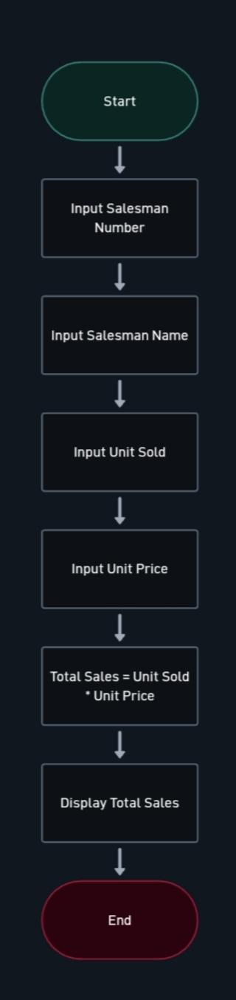 Start
Input Salesman
Number
Input Salesman Name
Input Unit Sold
Input Unit Price
Total Sales = Unit Sold
* Unit Price
Display Total Sales
End